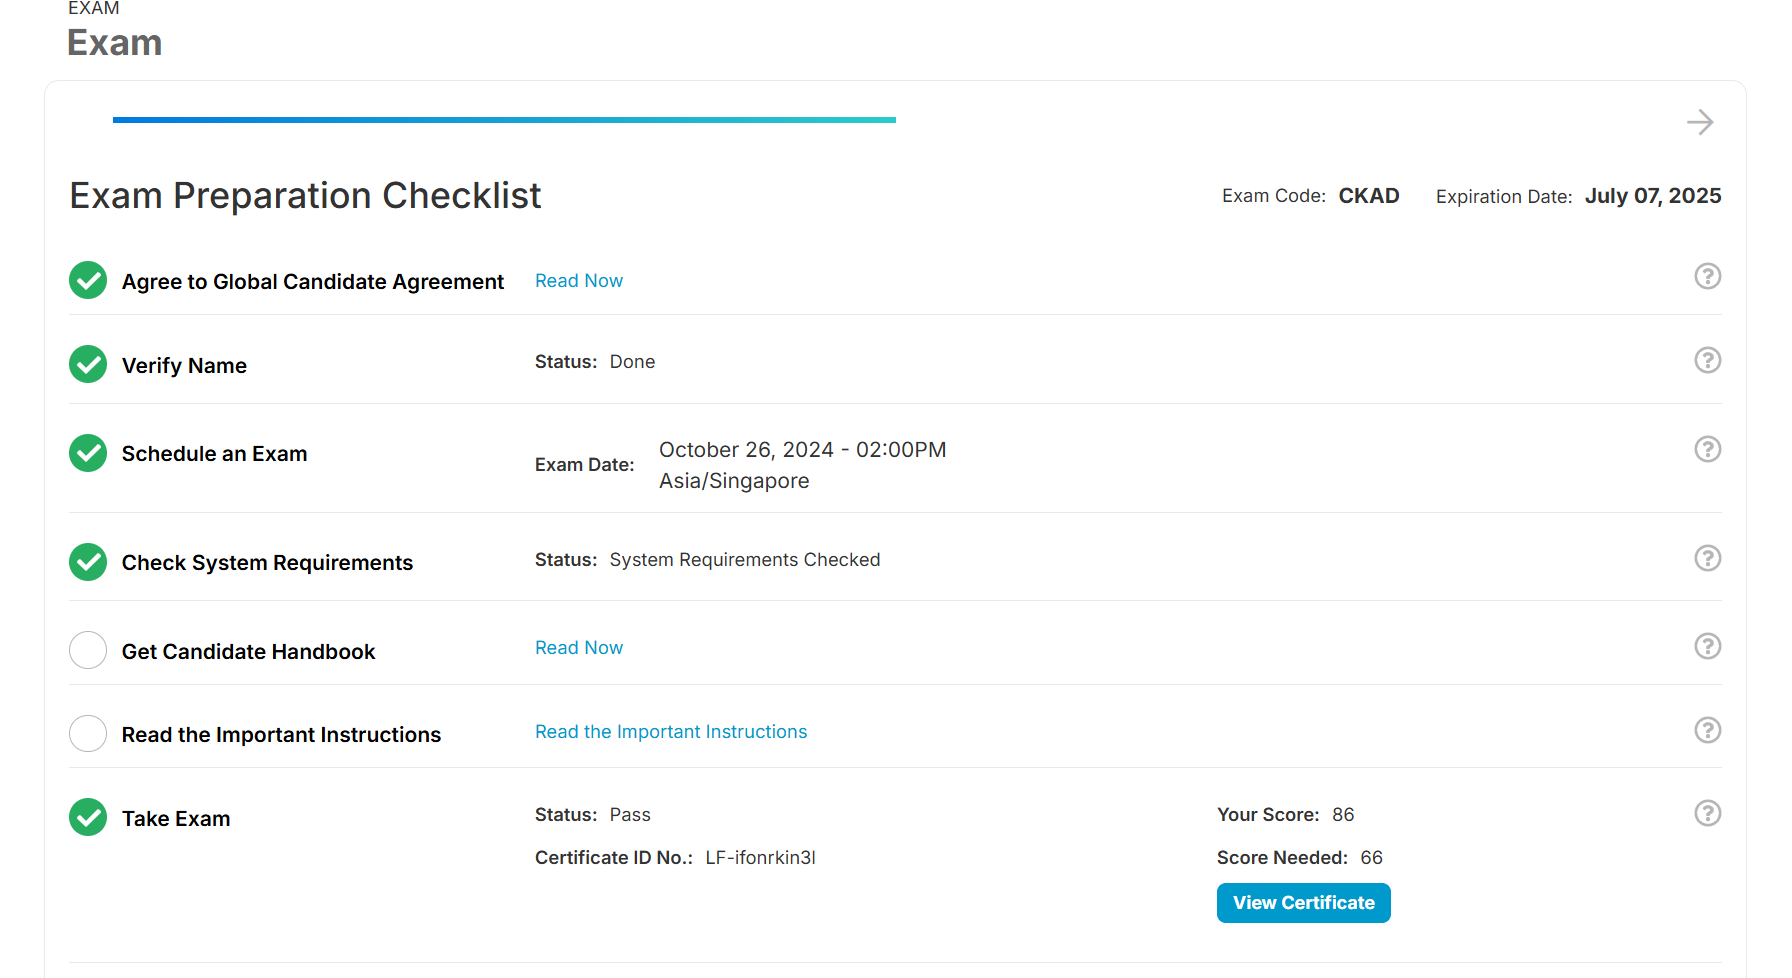 EXAM
Exam
Exam Preparation Checklist
Exam Code: CKAD Expiration Date: July 07, 2025
Agree to Global Candidate Agreement Read Now
Verify Name Status: Done
Schedule an Exam Exam Date: October 26, 2024 - 02:00PM
Asia/Singapore
Check System Requirements Status: System Requirements Checked
Get Candidate Handbook Read Now
Read the Important Instructions Read the Important Instructions
Take Exam Status: Pass Your Score: 86
Certificate ID No.: LF-ifonrkin3l Score Needed: 66
View Certificate